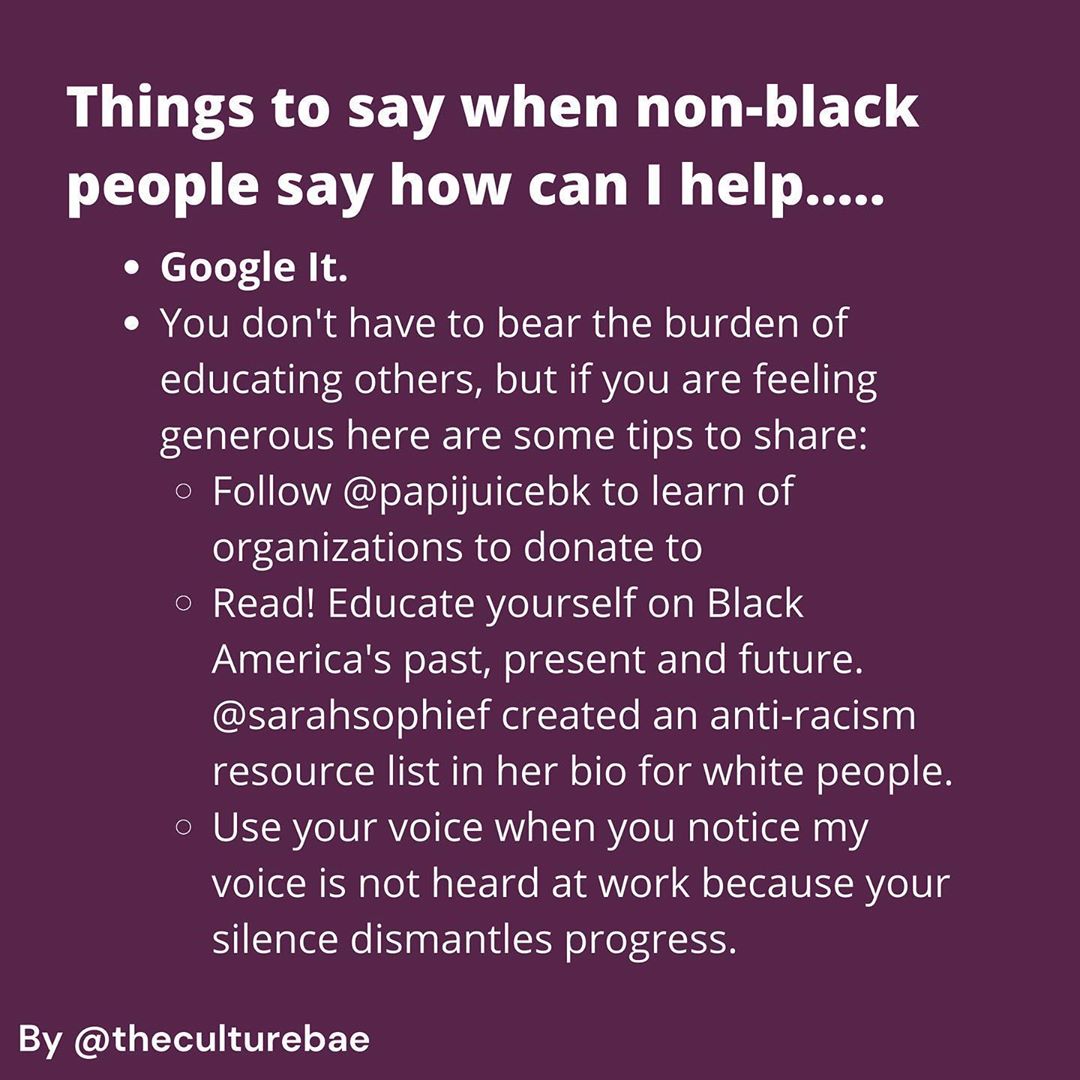 Things to say when non-black
people say how can I help.....
• Google It.
• You don't have to bear the burden of
educating others, but if you are feeling
generous here are some tips to share:
◦ Follow @papijuicebk to learn of
organizations to donate to
◦ Read! Educate yourself on Black
America's past, present and future.
@sarahsophief created an anti-racism
resource list in her bio for white people.
◦ Use your voice when you notice my
voice is not heard at work because your
silence dismantles progress.
By @theculturebae